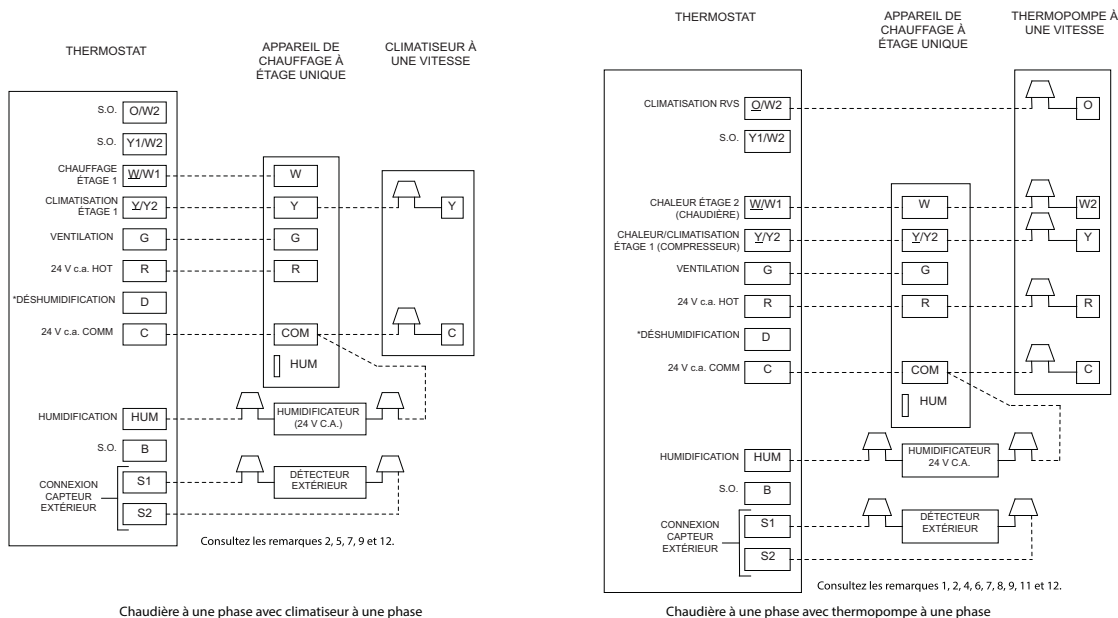 THERMOSTAT
APPAREIL DE
CHAUFFAGE À
ÉTAGE UNIQUE
CLIMATISEUR À
UNE VITESSE
S.O. O/W2
S.O. Y1/W2
CHAUFFAGE
ÉTAGE 1
W/W1
W
CLIMATISATION
ÉTAGE 1
Y/Y2
Y
Y
VENTILATION G
G
24 V c.a. HOT R
R
*DÉSHUMIDIFICATION D
24 V c.a. COMM C
COM
C
HUM
HUMIDIFICATION HUM
HUMIDIFICATEUR
(24 V C.A.)
S.O. B
CONNEXION
CAPTEUR
EXTÉRIEUR
S1
S2
DÉTECTEUR
EXTÉRIEUR
Consultez les remarques 2, 5, 7, 9 et 12.
Chaudière à une phase avec climatiseur à une phase
THERMOSTAT
APPAREIL DE
CHAUFFAGE À
ÉTAGE UNIQUE
THERMOPOMPE À
UNE VITESSE
CLIMATISATION RVS O/W2
O
S.O. Y1/W2
CHALEUR ÉTAGE 2
(CHAUDIÈRE)
W/W1
W
W2
CHALEUR/CLIMATISATION
ÉTAGE 1 (COMPRESSEUR)
Y/Y2
Y/Y2
Y
VENTILATION G
G
24 V c.a. HOT R
R
R
*DÉSHUMIDIFICATION D
24 V c.a. COMM C
COM
C
HUM
HUMIDIFICATION HUM
HUMIDIFICATEUR
24 V C.A.
S.O. B
CONNEXION
CAPTEUR
EXTÉRIEUR
S1
S2
DÉTECTEUR
EXTÉRIEUR
Consultez les remarques 1, 2, 4, 6, 7, 8, 9, 11 et 12.
Chaudière à une phase avec thermopompe à une phase